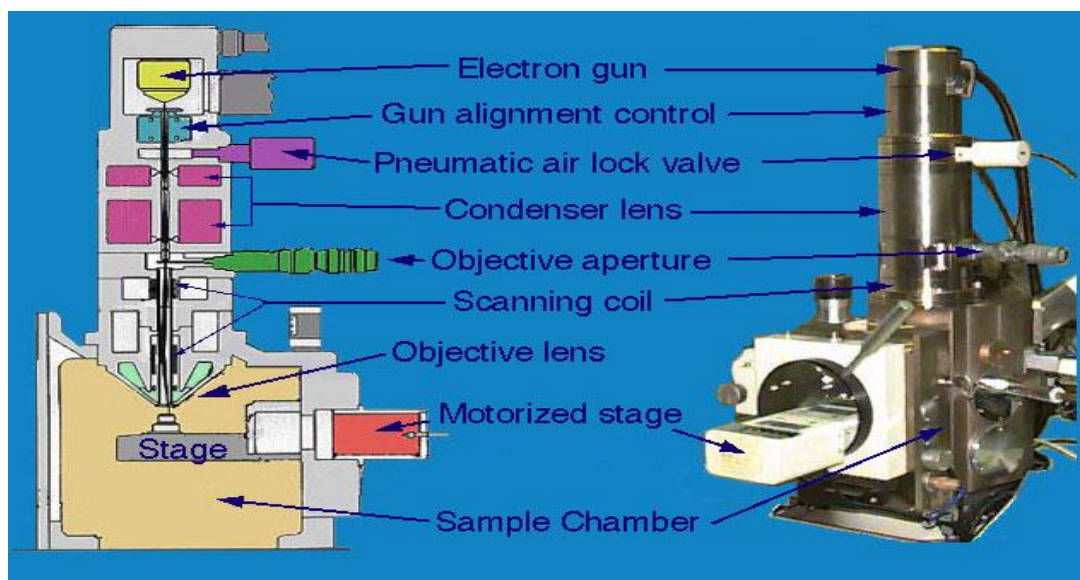 Electron gun
Gun alignment control
Pneumatic air lock valve
Condenser lens
Objective aperture
Scanning coil
Objective lens
Motorized stage
Stage
Sample Chamber